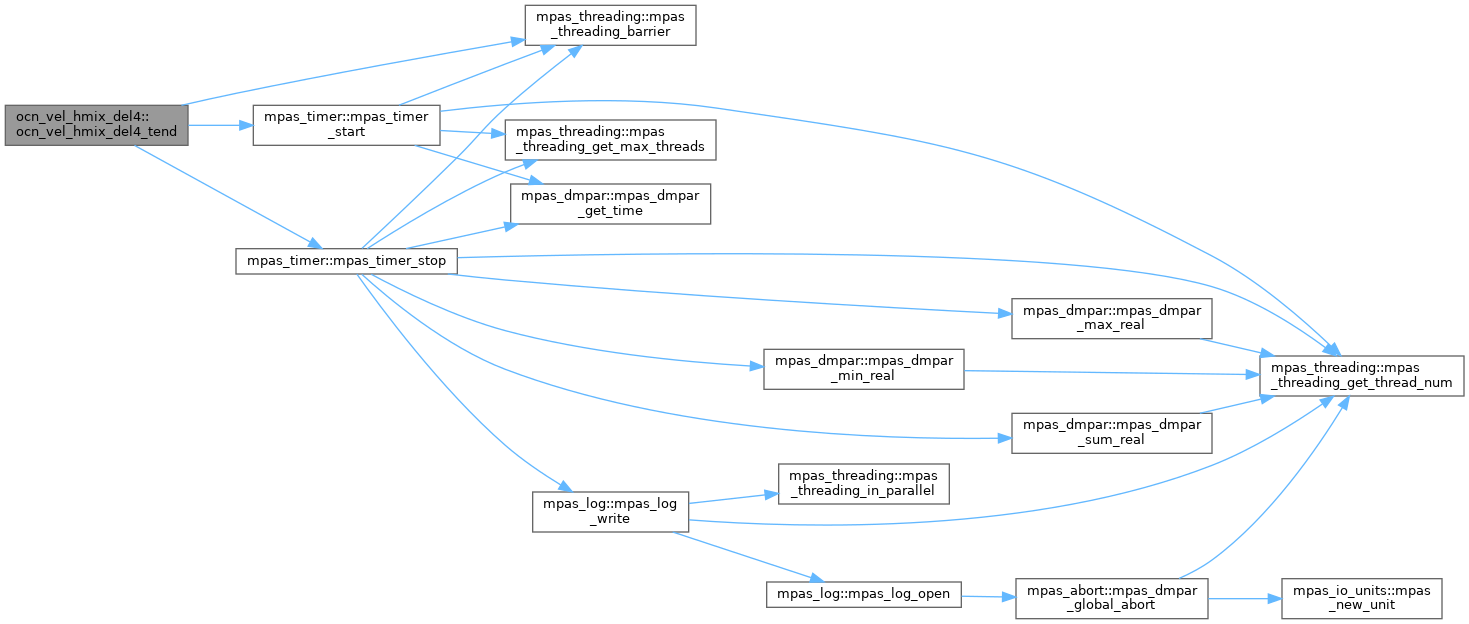 mpas_threading::mpas
_threading_barrier
ocn_vel_hmix_del4::
ocn_vel_hmix_del4_tend
mpas_timer::mpas_timer
_start
mpas_threading::mpas
_threading_get_max_threads
mpas_dmpar::mpas_dmpar
_get_time
mpas_timer::mpas_timer_stop
mpas_dmpar::mpas_dmpar
_max_real
mpas_dmpar::mpas_dmpar
_min_real
mpas_threading::mpas
_threading_get_thread_num
mpas_dmpar::mpas_dmpar
_sum_real
mpas_threading::mpas
_threading_in_parallel
mpas_log::mpas_log
_write
mpas_log::mpas_log_open
mpas_abort::mpas_dmpar
_global_abort
mpas_io_units::mpas
_new_unit